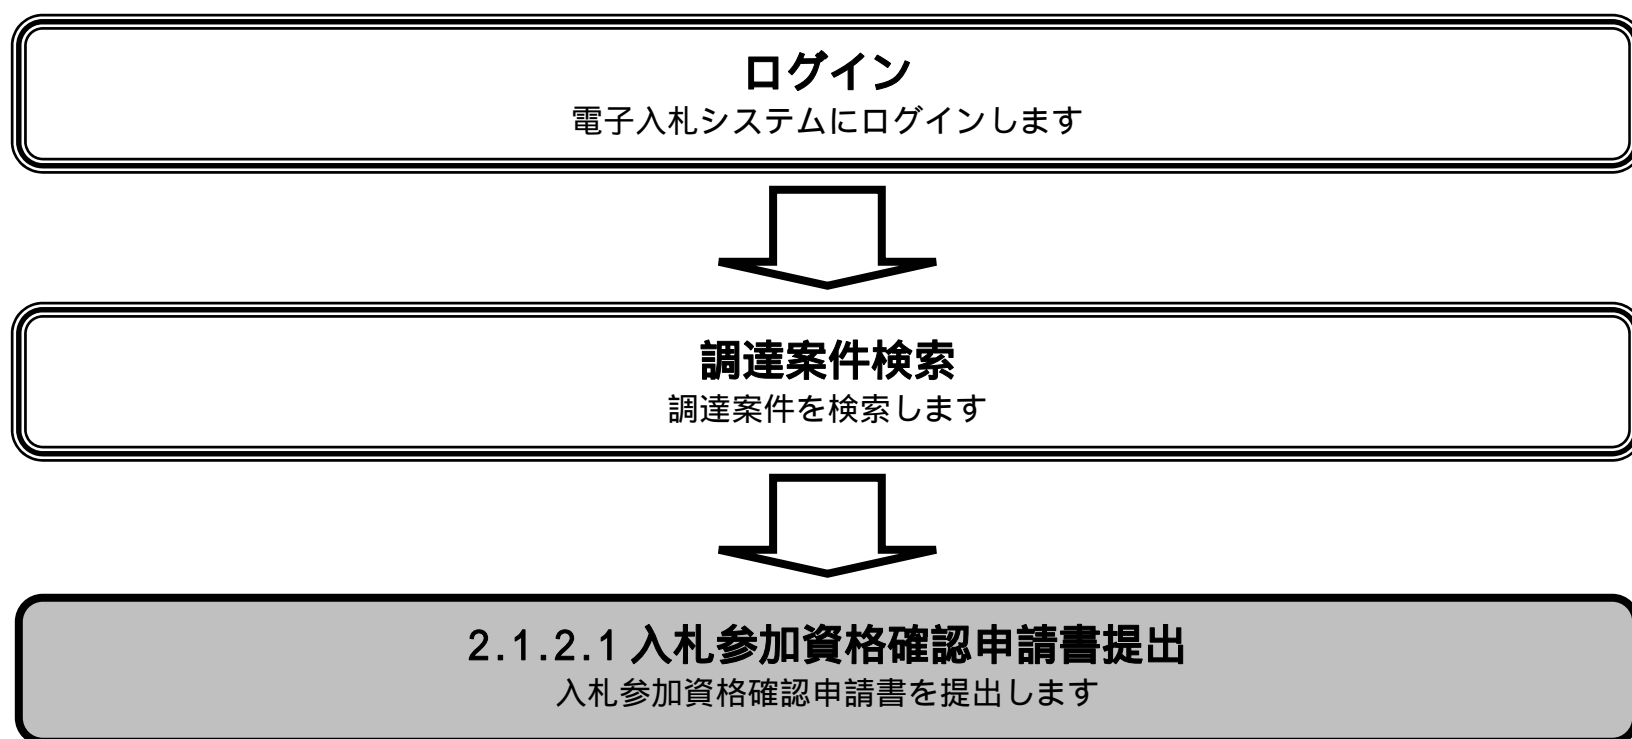 ログイン
電子入札システムにログインします
調達案件検索
調達案件を検索します
2.1.2.1 入札参加資格確認申請書提出
入札参加資格確認申請書を提出します